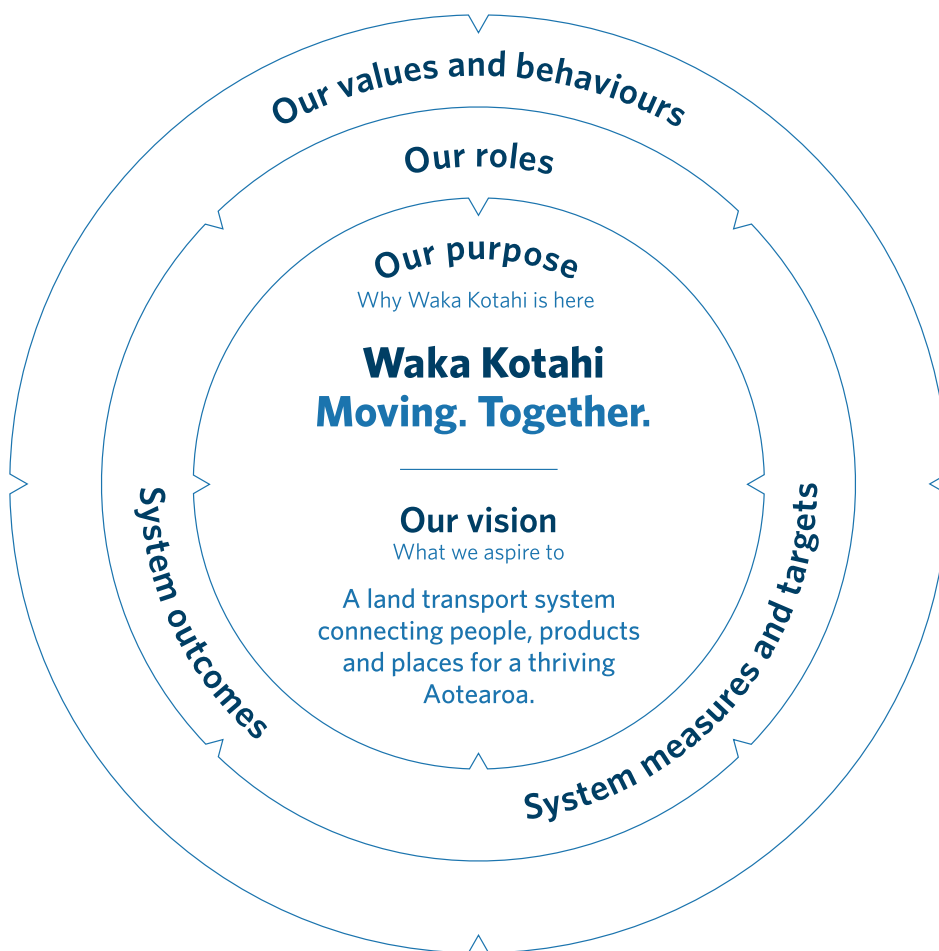 Our values and behaviours
Our roles
Our purpose
Why Waka Kotahi is here
Waka Kotahi
Moving. Together.
Our vision
What we aspire to
A land transport system
connecting people, products
and places for a thriving
Aotearoa.
System outcomes
System measures and targets